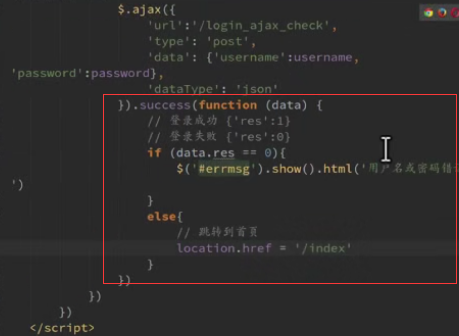 $.ajax({
'url':'/login_ajax_check',
'type': 'post',
'data': {'username':username,
'password':password},
'dataType': 'json'
}).success(function (data) {
// 登录成功 {'res':1}
// 登录失败 {'res':0}
if (data.res == 0){
$('#errmsg').show().html('用户名或密码错
')
}
else{
// 跳转到首页
location.href = '/index'
}
})
})
})
</script>